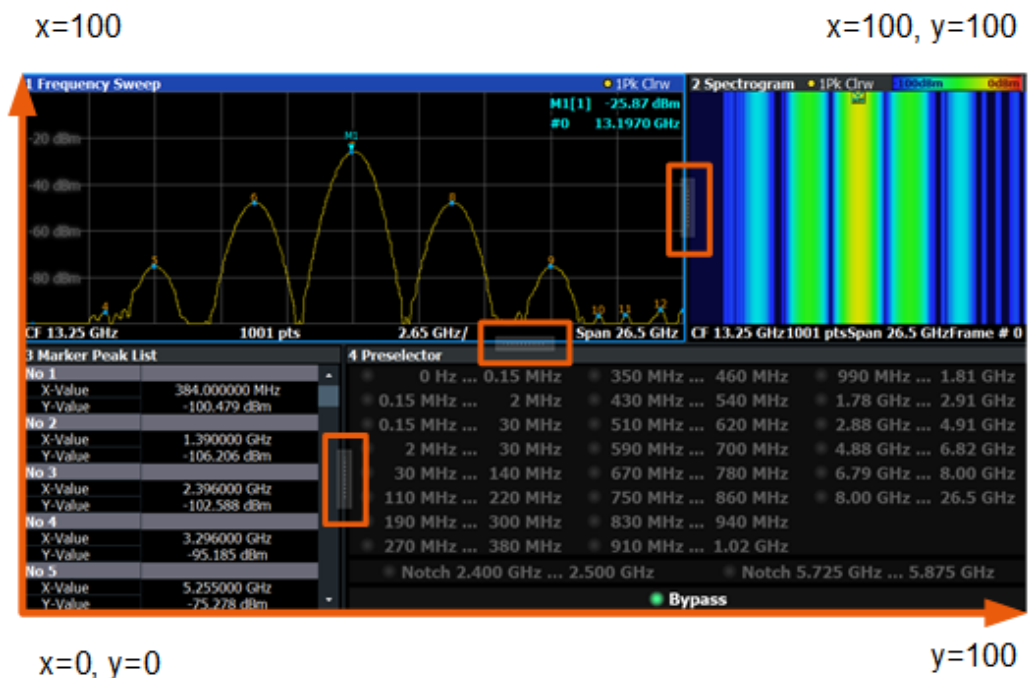 x=100 x=100, y=100
1 Frequency Sweep 1Pk Clrw 2 Spectrogram 1Pk Clrw -100dBm 0dBm
M1[1] -25.87 dBm
#0 13.1970 GHz
M1
-20 dBm
-40 dBm
6 8
-60 dBm
5 9
-80 dBm
4 10 11 12
CF 13.25 GHz 1001 pts 2.65 GHz/ Span 26.5 GHz CF 13.25 GHz 1001 pts Span 26.5 GHz Frame # 0
3 Marker Peak List 4 Preselector
No 1
X-Value 384.000000 MHz
Y-Value -100.479 dBm
No 2
X-Value 1.390000 GHz
Y-Value -106.206 dBm
No 3
X-Value 2.396000 GHz
Y-Value -102.588 dBm
No 4
X-Value 3.296000 GHz
Y-Value -95.185 dBm
No 5
X-Value 5.255000 GHz
Y-Value -75.278 dBm
0 Hz ... 0.15 MHz 350 MHz ... 460 MHz 990 MHz ... 1.81 GHz
0.15 MHz ... 2 MHz 430 MHz ... 540 MHz 1.78 GHz ... 2.91 GHz
0.15 MHz ... 30 MHz 510 MHz ... 620 MHz 2.88 GHz ... 4.91 GHz
2 MHz ... 30 MHz 590 MHz ... 700 MHz 4.88 GHz ... 6.82 GHz
30 MHz ... 140 MHz 670 MHz ... 780 MHz 6.79 GHz ... 8.00 GHz
110 MHz ... 220 MHz 750 MHz ... 860 MHz 8.00 GHz ... 26.5 GHz
190 MHz ... 300 MHz 830 MHz ... 940 MHz
270 MHz ... 380 MHz 910 MHz ... 1.02 GHz
Notch 2.400 GHz ... 2.500 GHz Notch 5.725 GHz ... 5.875 GHz
Bypass
x=0, y=0 y=100